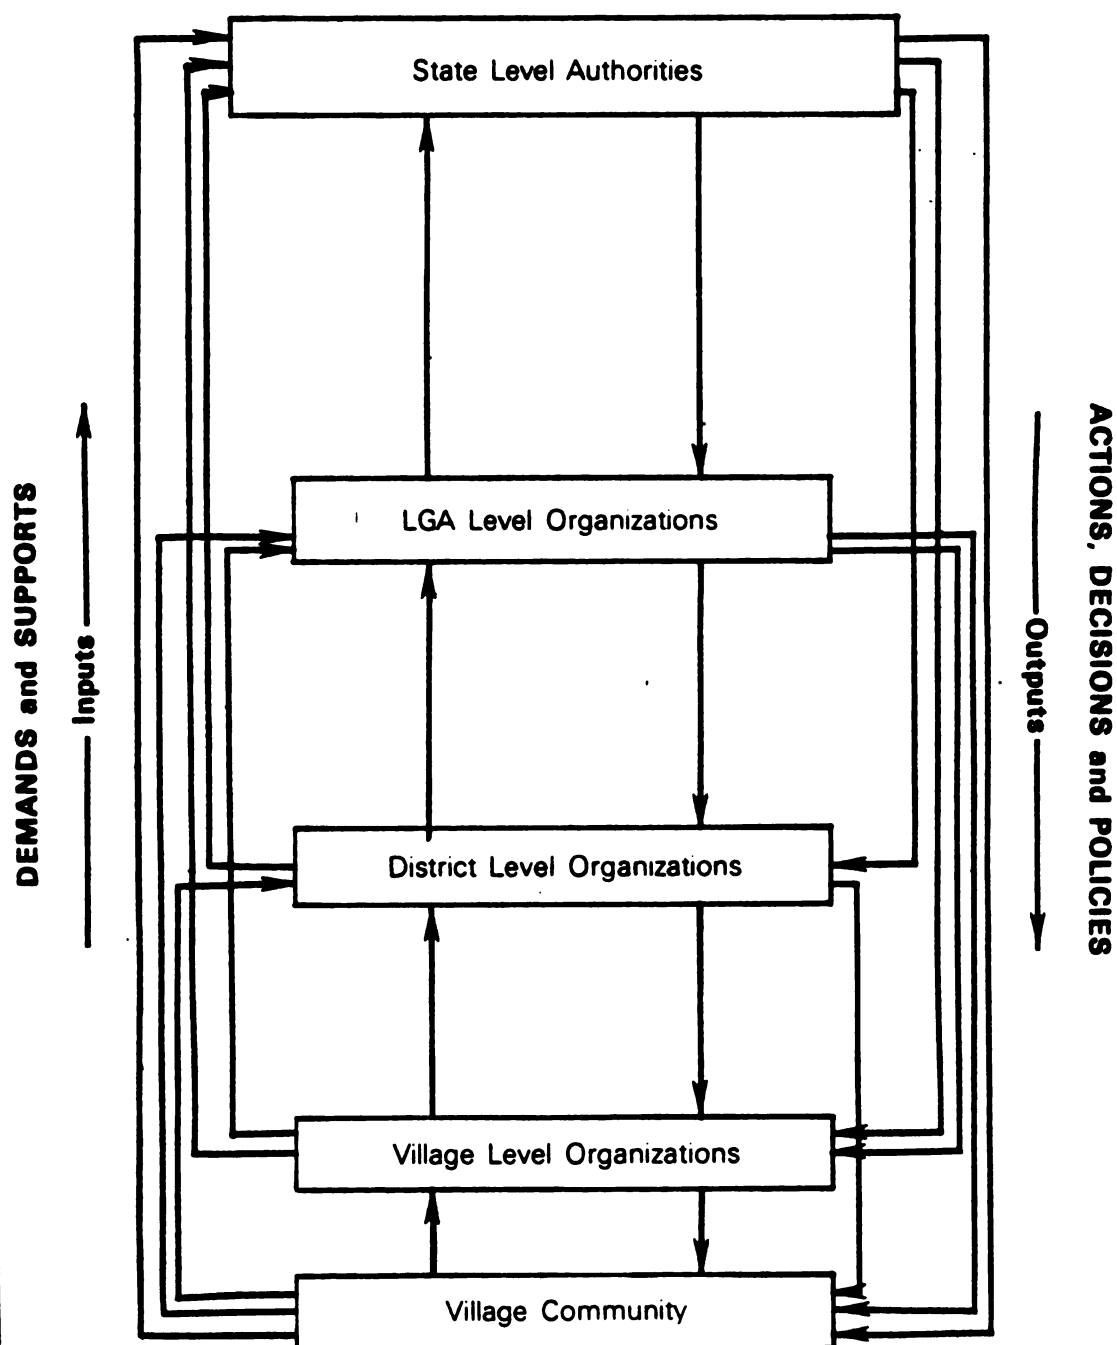 State Level Authorities
LGA Level Organizations
District Level Organizations
Village Level Organizations
Village Community
DEMANDS and SUPPORTS
Inputs
Outputs
ACTIONS, DECISIONS and POLICIES